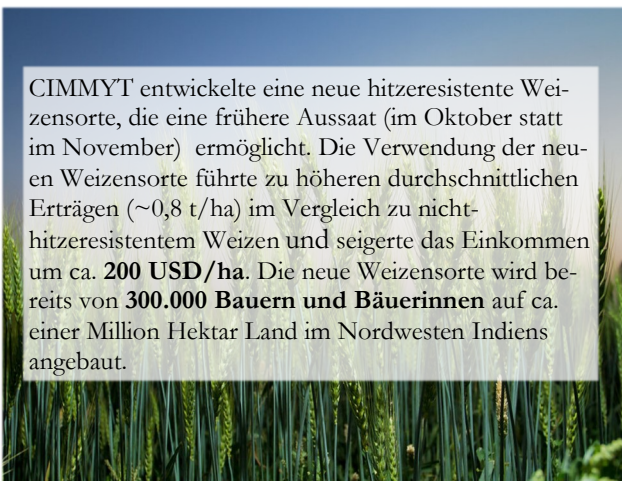 CIMMYT entwickelte eine neue hitzeresistente Wei-
zensorte, die eine frühere Aussaat (im Oktober statt
im November) ermöglicht. Die Verwendung der neu-
en Weizensorte führte zu höheren durchschnittlichen
Erträgen (~0,8 t/ha) im Vergleich zu nicht-
hitzeresistentem Weizen und seigerte das Einkommen
um ca. 200 USD/ha. Die neue Weizensorte wird be-
reits von 300.000 Bauern und Bäuerinnen auf ca.
einer Million Hektar Land im Nordwesten Indiens
angebaut.